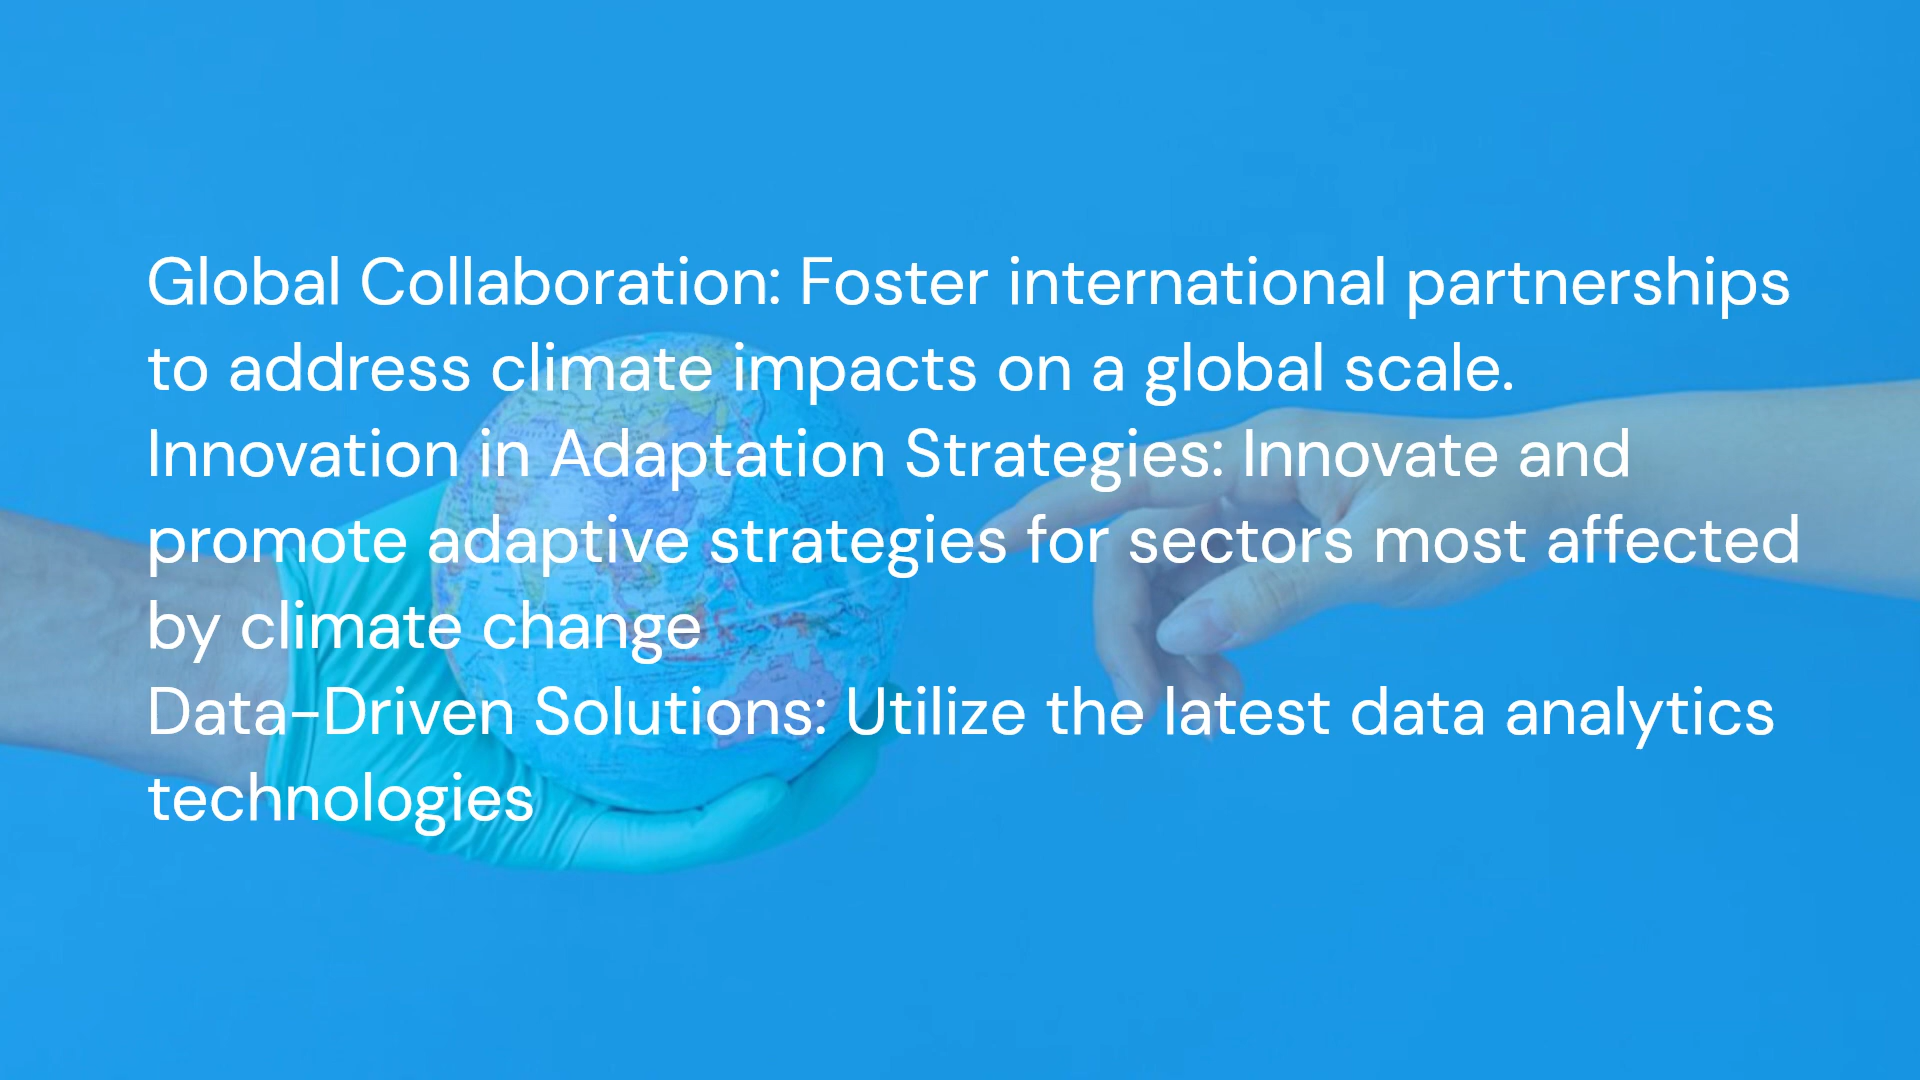 Global Collaboration: Foster international partnerships
to address climate impacts on a global scale.
Innovation in Adaptation Strategies: Innovate and
promote adaptive strategies for sectors most affected
by climate change
Data-Driven Solutions: Utilize the latest data analytics
technologies